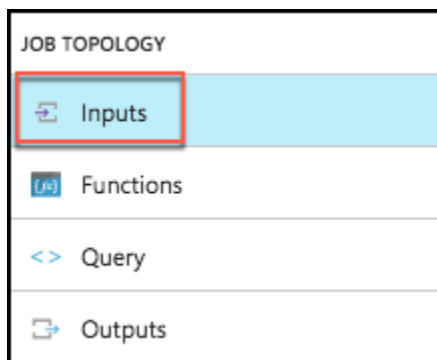 JOB TOPOLOGY
Inputs
Functions
< > Query
Outputs